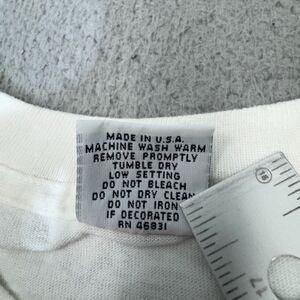 MADE IN U.S.A.
MACHINE WASH WARM
REMOVE PROMPTLY
TUMBLE DRY
LOW SETTING
DO NOT BLEACH
DO NOT DRY CLEAN
DO NOT IRON
IF DECORATED
RN 46831
17